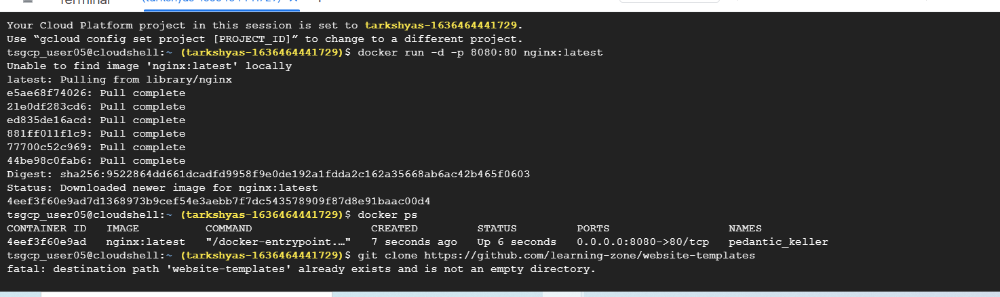 Terminal
(tarkshyas-1636464441729) ×
Your Cloud Platform project in this session is set to tarkshyas-1636464441729.
Use “gcloud config set project [PROJECT_ID]” to change to a different project.
tsgcp_user05@cloudshell:~ (tarkshyas-1636464441729)$ docker run -d -p 8080:80 nginx:latest
Unable to find image 'nginx:latest' locally
latest: Pulling from library/nginx
e5ae68f74026: Pull complete
21e0df283cd6: Pull complete
ed835de16acd: Pull complete
881ff011f1c9: Pull complete
77700c52c969: Pull complete
44be98c0fab6: Pull complete
Digest: sha256:9522864dd661dcadfd9958f9e0de192a1fdda2c162a35668ab6ac42b465f0603
Status: Downloaded newer image for nginx:latest
4eef3f60e9ad7d1368973b9cef54e3aebb7f7dc543578909f87d8e91baac00d4
tsgcp_user05@cloudshell:~ (tarkshyas-1636464441729)$ docker ps
CONTAINER ID IMAGE COMMAND CREATED STATUS PORTS NAMES
4eef3f60e9ad nginx:latest "/docker-entrypoint.…" 7 seconds ago Up 6 seconds 0.0.0.0:8080->80/tcp pedantic_keller
tsgcp_user05@cloudshell:~ (tarkshyas-1636464441729)$ git clone https://github.com/learning-zone/website-templates
fatal: destination path 'website-templates' already exists and is not an empty directory.